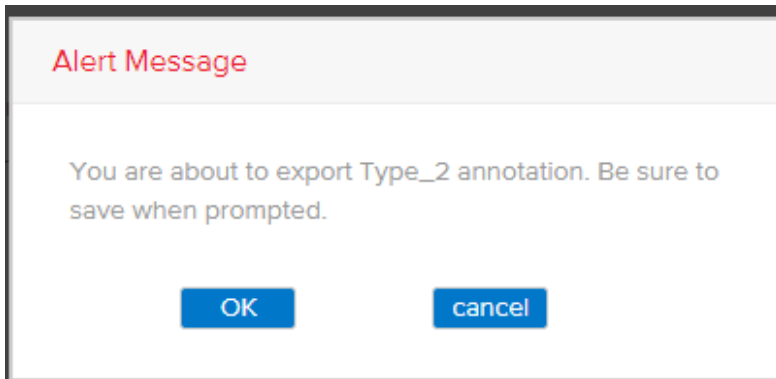 Alert Message
You are about to export Type_2 annotation. Be sure to
save when prompted.
OK cancel